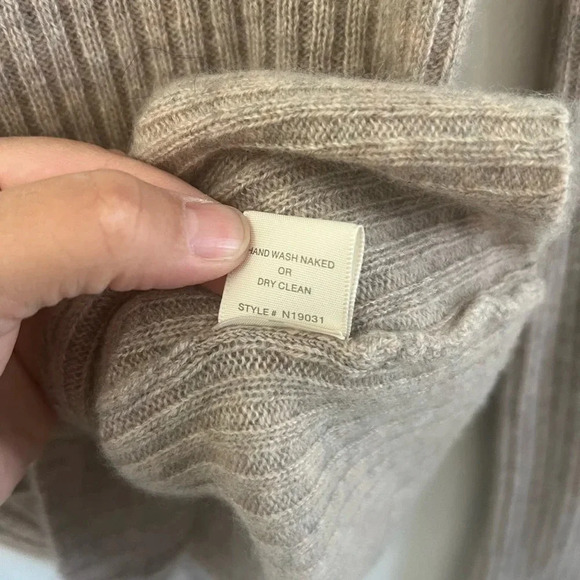 HAND WASH NAKED
OR
DRY CLEAN
STYLE# N19031